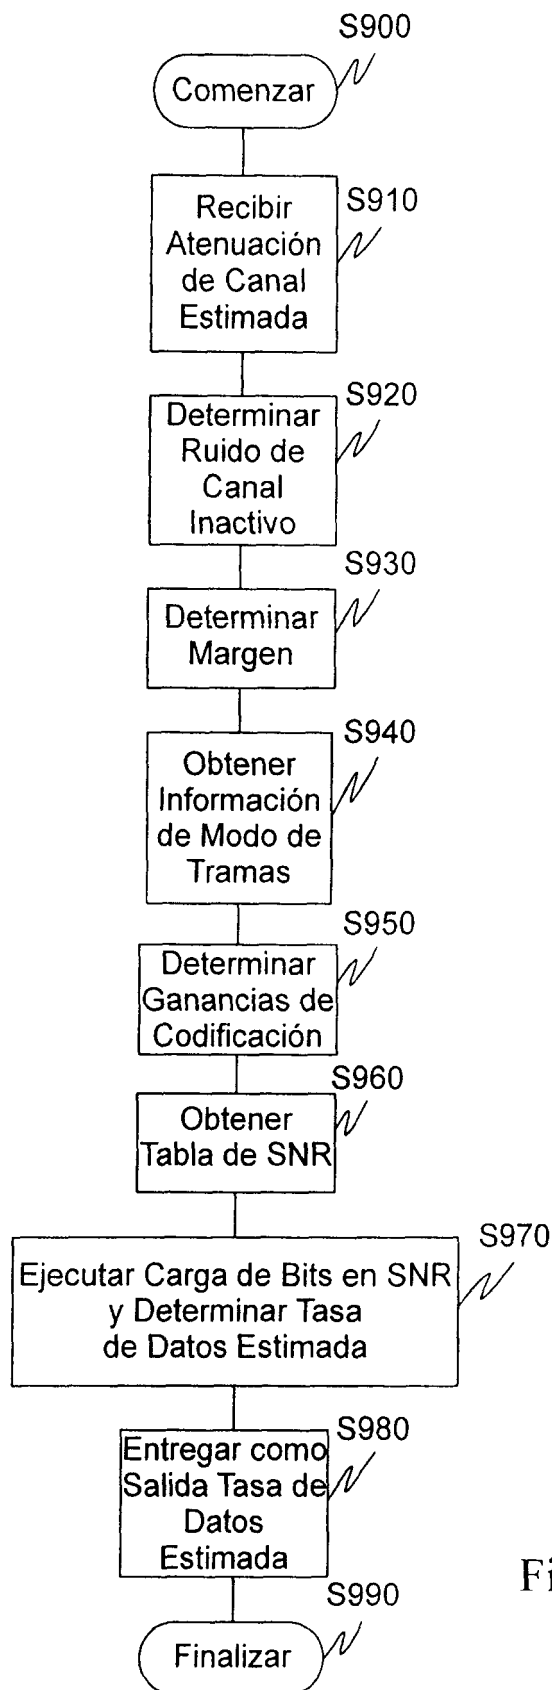 S900
Comenzar
S910
Recibir
Atenuación
de Canal
Estimada
S920
Determinar
Ruido de
Canal
Inactivo
S930
Determinar
Margen
S940
Obtener
Información
de Modo de
Tramas
S950
Determinar
Ganancias de
Codificación
S960
Obtener
Tabla de SNR
S970
Ejecutar Carga de Bits en SNR
y Determinar Tasa
de Datos Estimada
S980
Entregar como
Salida Tasa de
Datos
Estimada
Fi
S990
Finalizar